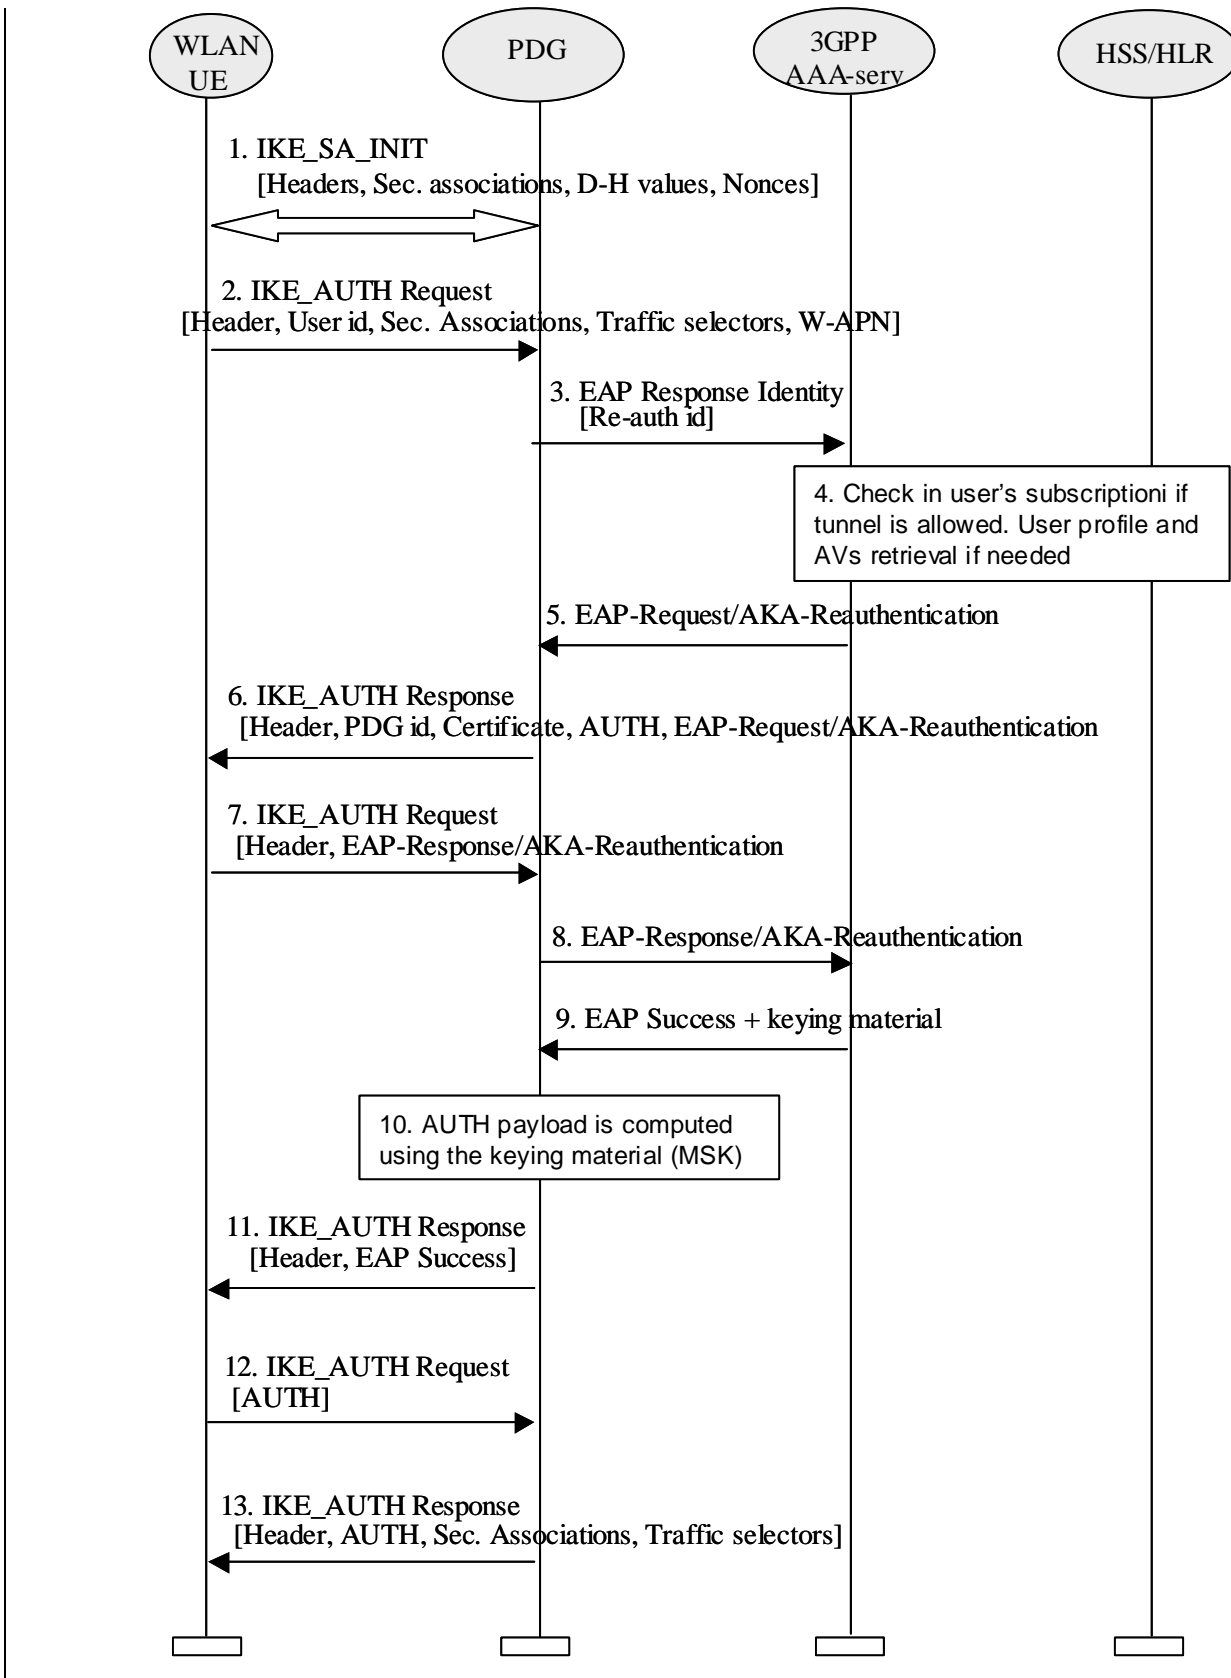 WLAN
UE
PDG
3GPP
AAA-serv
HSS/HLR
1. IKE_SA_INIT
[Headers, Sec. associations, D-H values, Nonces]
2. IKE_AUTH Request
[Header, User id, Sec. Associations, Traffic selectors, W-APN]
3. EAP Response Identity
[Re-auth id]
4. Check in user’s subscriptioni if
tunnel is allowed. User profile and
AVs retrieval if needed
5. EAP-Request/AKA-Reauthentication
6. IKE_AUTH Response
[Header, PDG id, Certificate, AUTH, EAP-Request/AKA-Reauthentication
7. IKE_AUTH Request
[Header, EAP-Response/AKA-Reauthentication
8. EAP-Response/AKA-Reauthentication
9. EAP Success + keying material
10. AUTH payload is computed
using the keying material (MSK)
11. IKE_AUTH Response
[Header, EAP Success]
12. IKE_AUTH Request
[AUTH]
13. IKE_AUTH Response
[Header, AUTH, Sec. Associations, Traffic selectors]